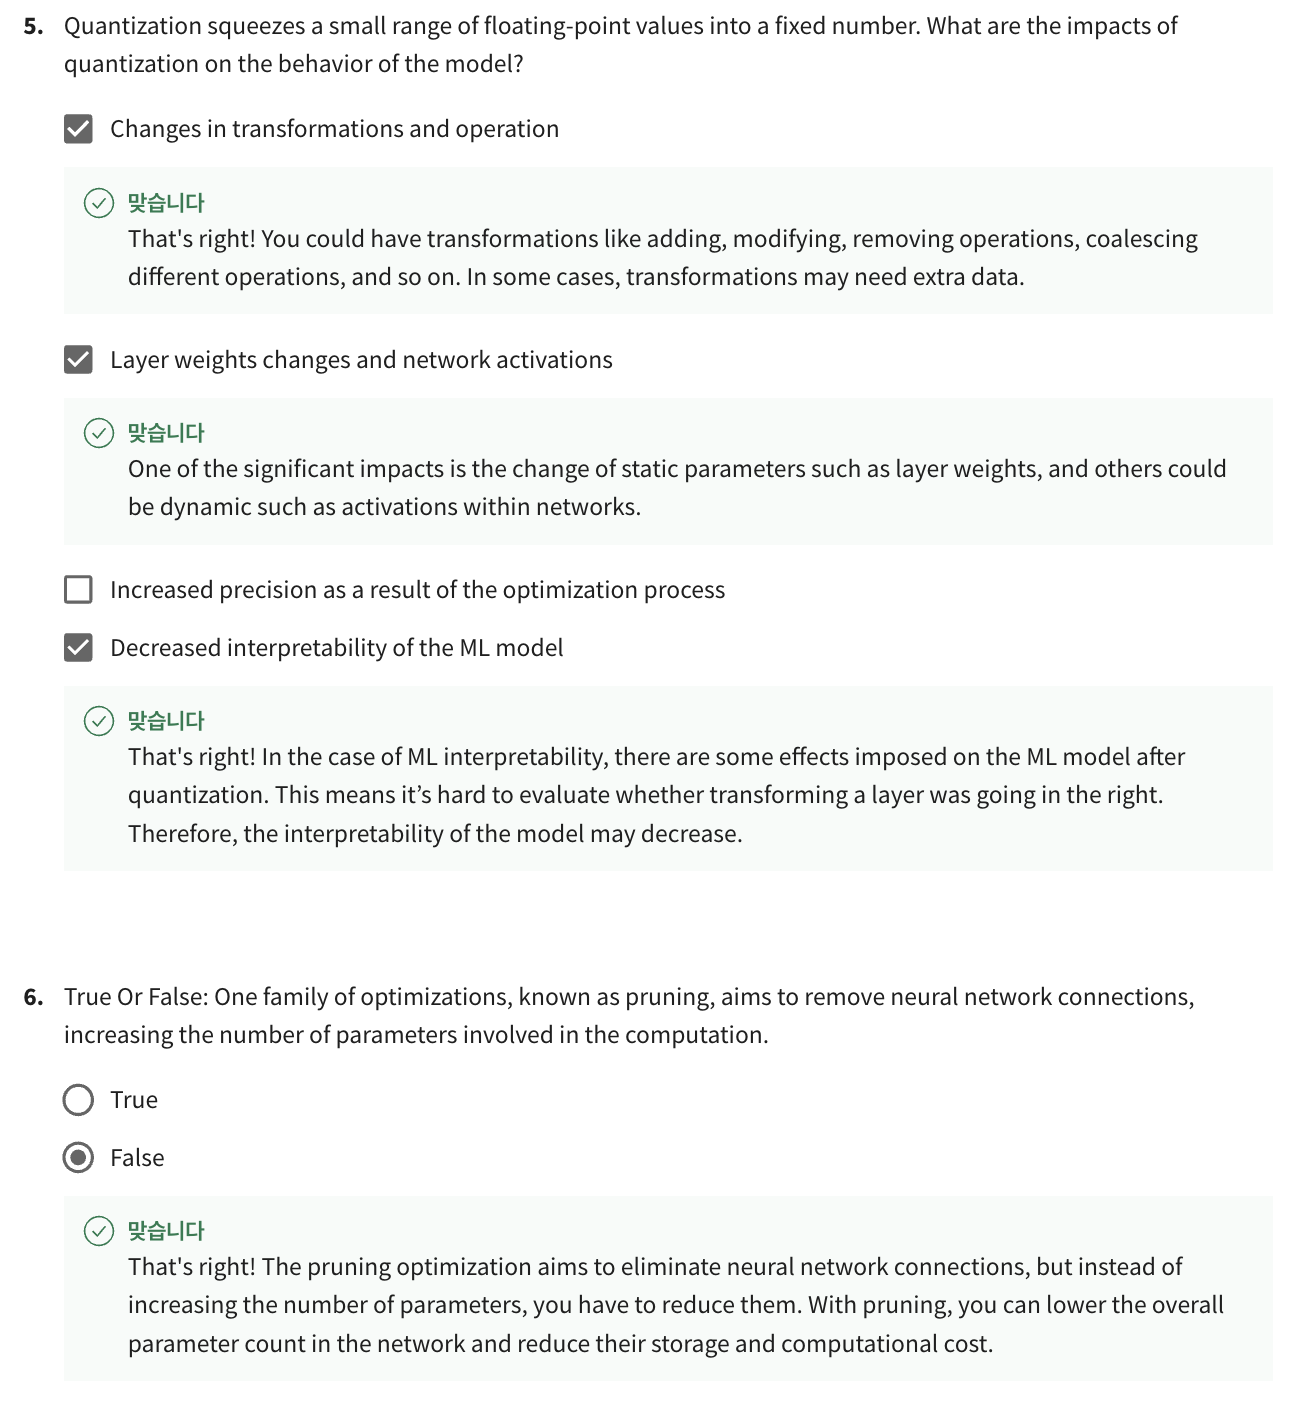 5. Quantization squeezes a small range of floating-point values into a fixed number. What are the impacts of
quantization on the behavior of the model?
Changes in transformations and operation
맞습니다
That's right! You could have transformations like adding, modifying, removing operations, coalescing
different operations, and so on. In some cases, transformations may need extra data.
Layer weights changes and network activations
맞습니다
One of the significant impacts is the change of static parameters such as layer weights, and others could
be dynamic such as activations within networks.
Increased precision as a result of the optimization process
Decreased interpretability of the ML model
맞습니다
That's right! In the case of ML interpretability, there are some effects imposed on the ML model after
quantization. This means it’s hard to evaluate whether transforming a layer was going in the right.
Therefore, the interpretability of the model may decrease.
6. True Or False: One family of optimizations, known as pruning, aims to remove neural network connections,
increasing the number of parameters involved in the computation.
True
False
맞습니다
That's right! The pruning optimization aims to eliminate neural network connections, but instead of
increasing the number of parameters, you have to reduce them. With pruning, you can lower the overall
parameter count in the network and reduce their storage and computational cost.